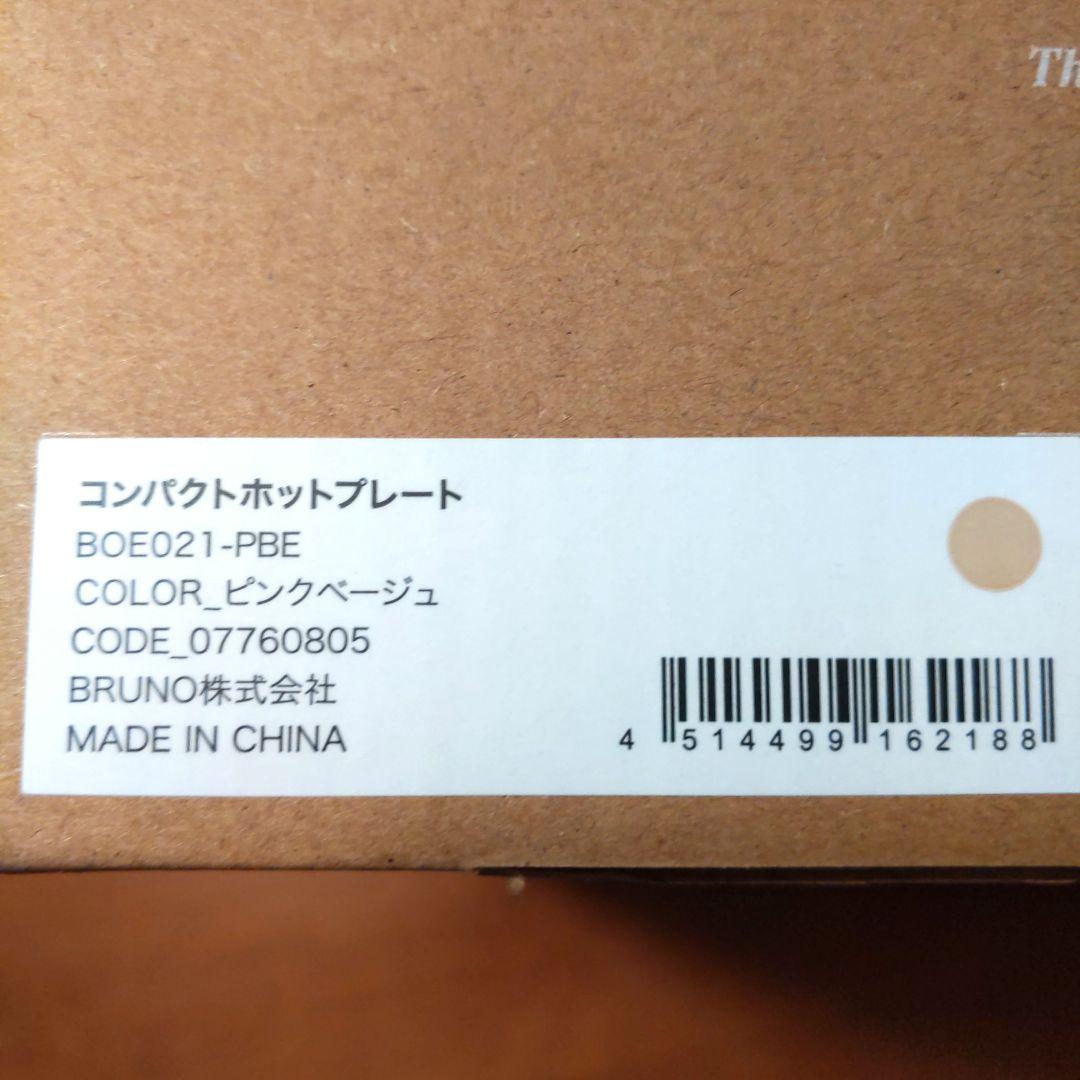 コンパクトホットプレート
BOE021-PBE
COLOR_ピンクベージュ
CODE_07760805
BRUNO株式会社
MADE IN CHINA
4 514499 162188